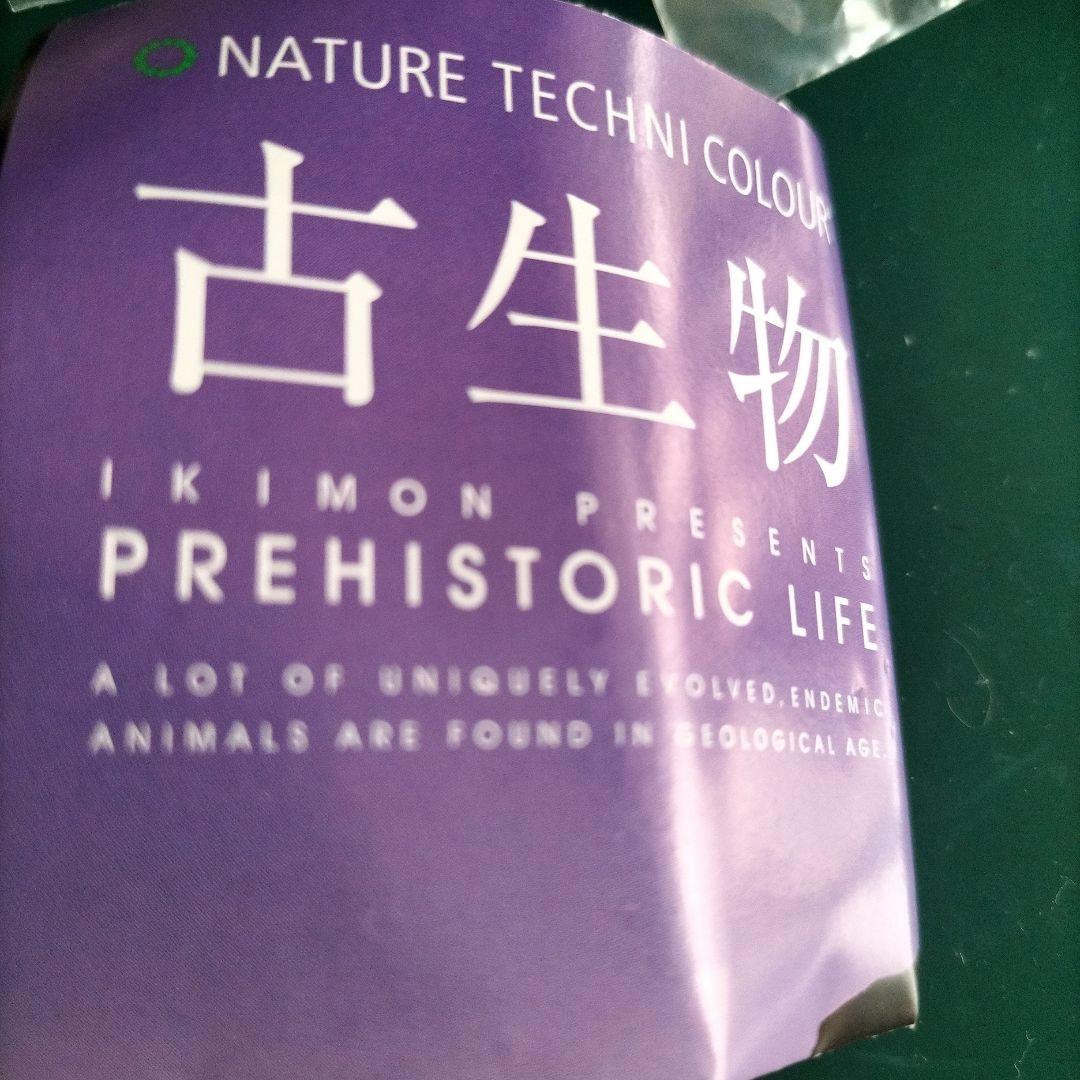 NATURE TECHNI COLOUR
古生物
IKIMON PRESENTS
PREHISTORIC LIFE
A LOT OF UNIQUELY EVOLVED, ENDEMIC
ANIMALS ARE FOUND IN GEOLOGICAL AGE.